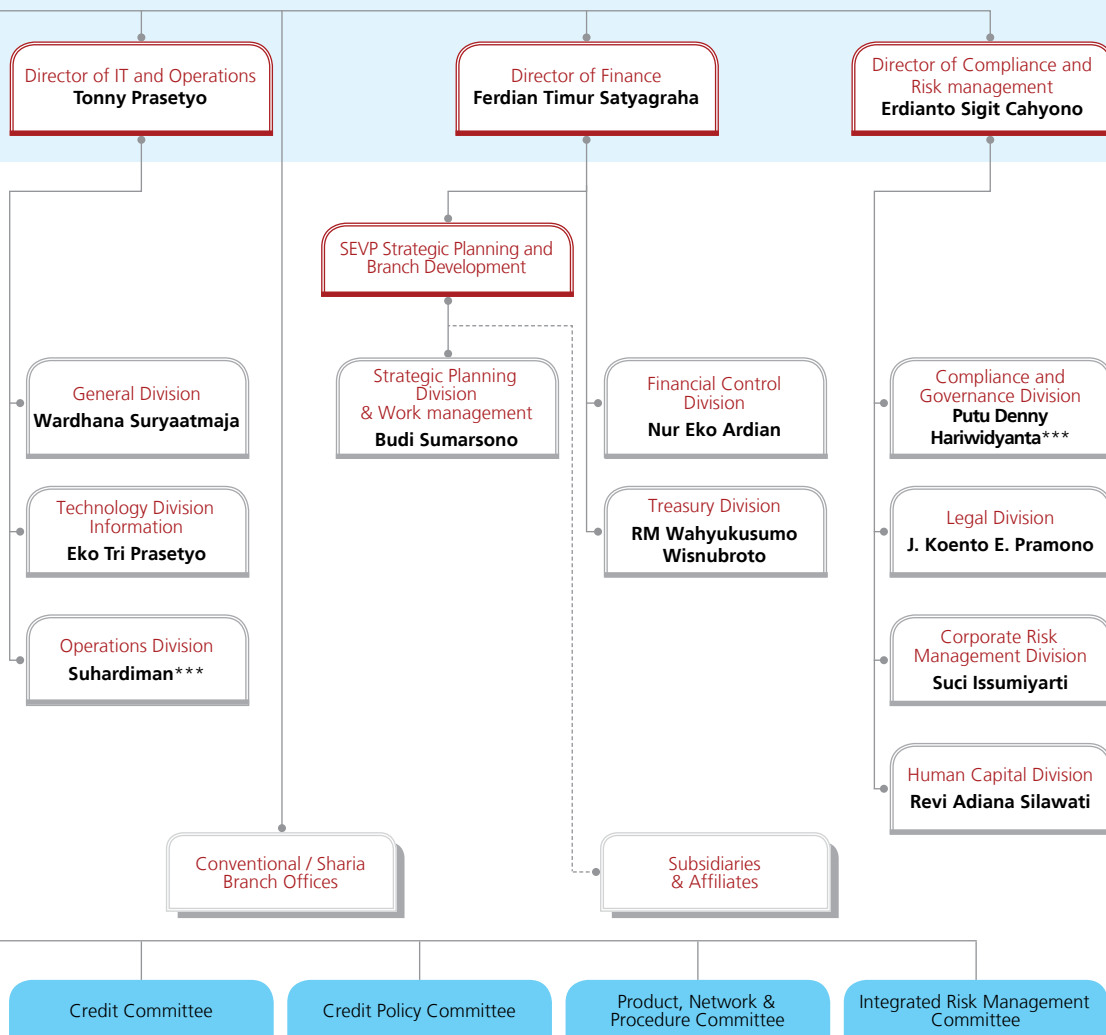 Director of IT and Operations
Tonny Prasetyo
Director of Finance
Ferdian Timur Satyagraha
Director of Compliance and
Risk management
Erdianto Sigit Cahyono
SEVP Strategic Planning and
Branch Development
General Division
Wardhana Suryaatmaja
Strategic Planning
Division
& Work management
Budi Sumarsono
Financial Control
Division
Nur Eko Ardian
Compliance and
Governance Division
Putu Denny
Hariwidyanta***
Technology Division
Information
Eko Tri Prasetyo
Treasury Division
RM Wahyukusumo
Wisnubroto
Legal Division
J. Koento E. Pramono
Operations Division
Suhardiman***
Corporate Risk
Management Division
Suci Issumiyarti
Human Capital Division
Revi Adiana Silawati
Conventional / Sharia
Branch Offices
Subsidiaries
& Affiliates
Credit Committee
Credit Policy Committee
Product, Network &
Procedure Committee
Integrated Risk Management
Committee